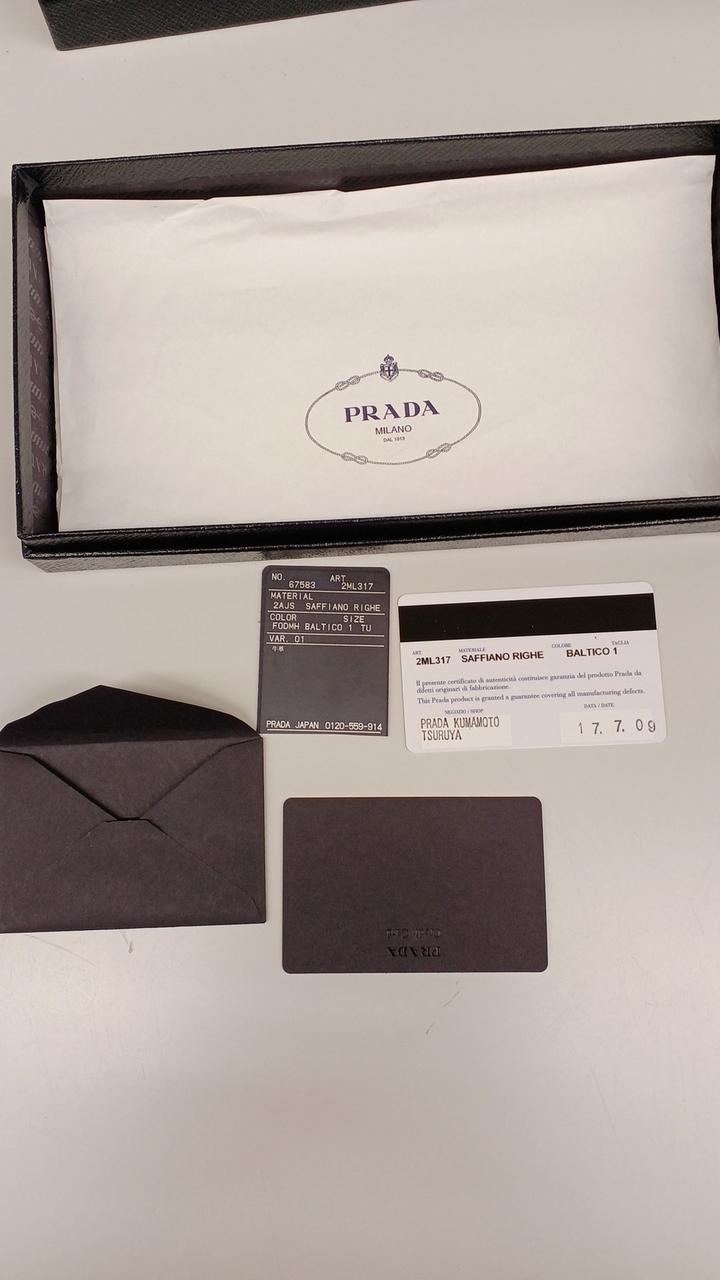 PRADA
MILANO
DAL 1913
NO. ART
67583 2ML317
MATERIAL
2AJS SAFFIANO RIGHE
COLOR SIZE
F0DMH BALTICO 1 TU
VAR. 01
牛革
PRADA JAPAN 0120-559-914
ART. MATERIALE COLORE TAGLIA
2ML317 SAFFIANO RIGHE BALTICO 1
Il presente certificato di autenticità costituisce garanzia del prodotto Prada da
difetti originari di fabbricazione.
This Prada product is granted a guarantee covering all manufacturing defects.
NEGOZIO / SHOP DATA / DATE
PRADA KUMAMOTO
TSURUYA
17. 7. 09
PRADA